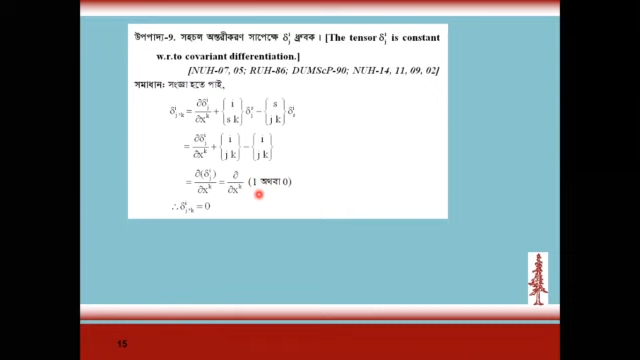 উপপাদ্য-9. সহচল অন্তরীকরণ সাপেক্ষে δⁱⱼ ধ্রুবক। [The tensor δⁱⱼ is constant
w.r.to covariant differentiation.]
[NUH-07, 05; RUH-86; DUMScP-90; NUH-14, 11, 09, 02]
সমাধান: সংজ্ঞা হতে পাই,
δⁱⱼ,ₖ = ∂δⁱⱼ/∂xᵏ + {i / s k} δˢⱼ − {s / j k} δⁱₛ
= ∂δⁱⱼ/∂xᵏ + {i / j k} − {i / j k}
= ∂(δⁱⱼ)/∂xᵏ = ∂/∂xᵏ (1 অথবা 0)
∴ δⁱⱼ,ₖ = 0
15